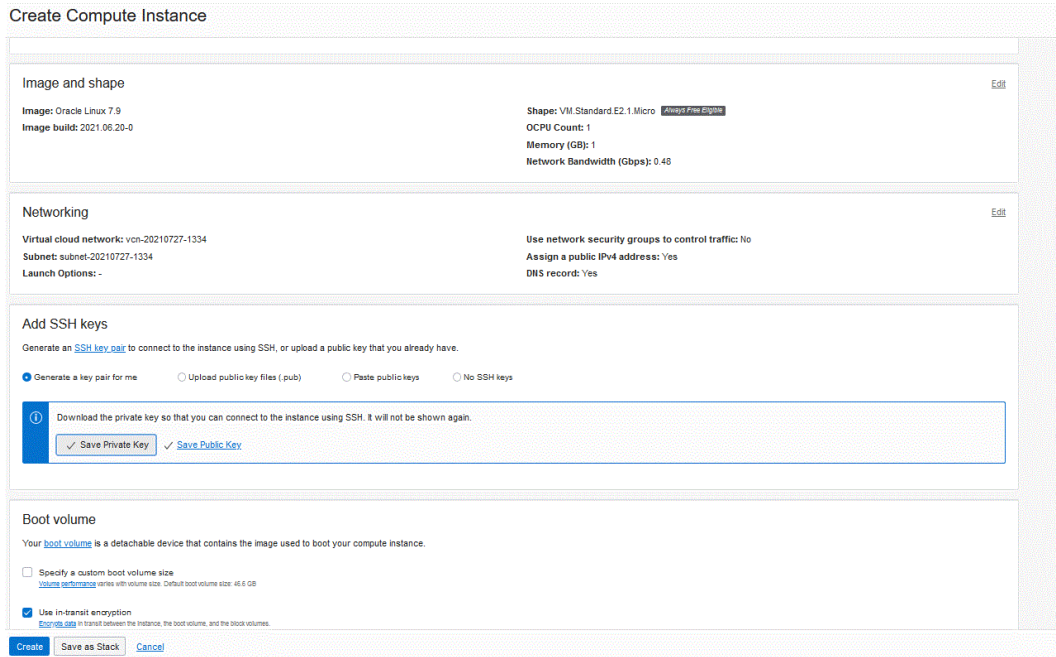 Create Compute Instance
Image and shape
Edit
Image: Oracle Linux 7.9
Image build: 2021.06.20-0
Shape: VM.Standard.E2.1.Micro Always Free Eligible
OCPU Count: 1
Memory (GB): 1
Network Bandwidth (Gbps): 0.48
Networking
Edit
Virtual cloud network: vcn-20210727-1334
Subnet: subnet-20210727-1334
Launch Options: -
Use network security groups to control traffic: No
Assign a public IPv4 address: Yes
DNS record: Yes
Add SSH keys
Generate an SSH key pair to connect to the instance using SSH, or upload a public key that you already have.
Generate a key pair for me Upload public key files (.pub) Paste public keys No SSH keys
Download the private key so that you can connect to the instance using SSH. It will not be shown again.
Save Private Key Save Public Key
Boot volume
Your boot volume is a detachable device that contains the image used to boot your compute instance.
Specify a custom boot volume size
Volume performance varies with volume size. Default boot volume size: 46.6 GB
Use in-transit encryption
Encrypts data in transit between the instance, the boot volume, and the block volumes.
Create Save as Stack Cancel